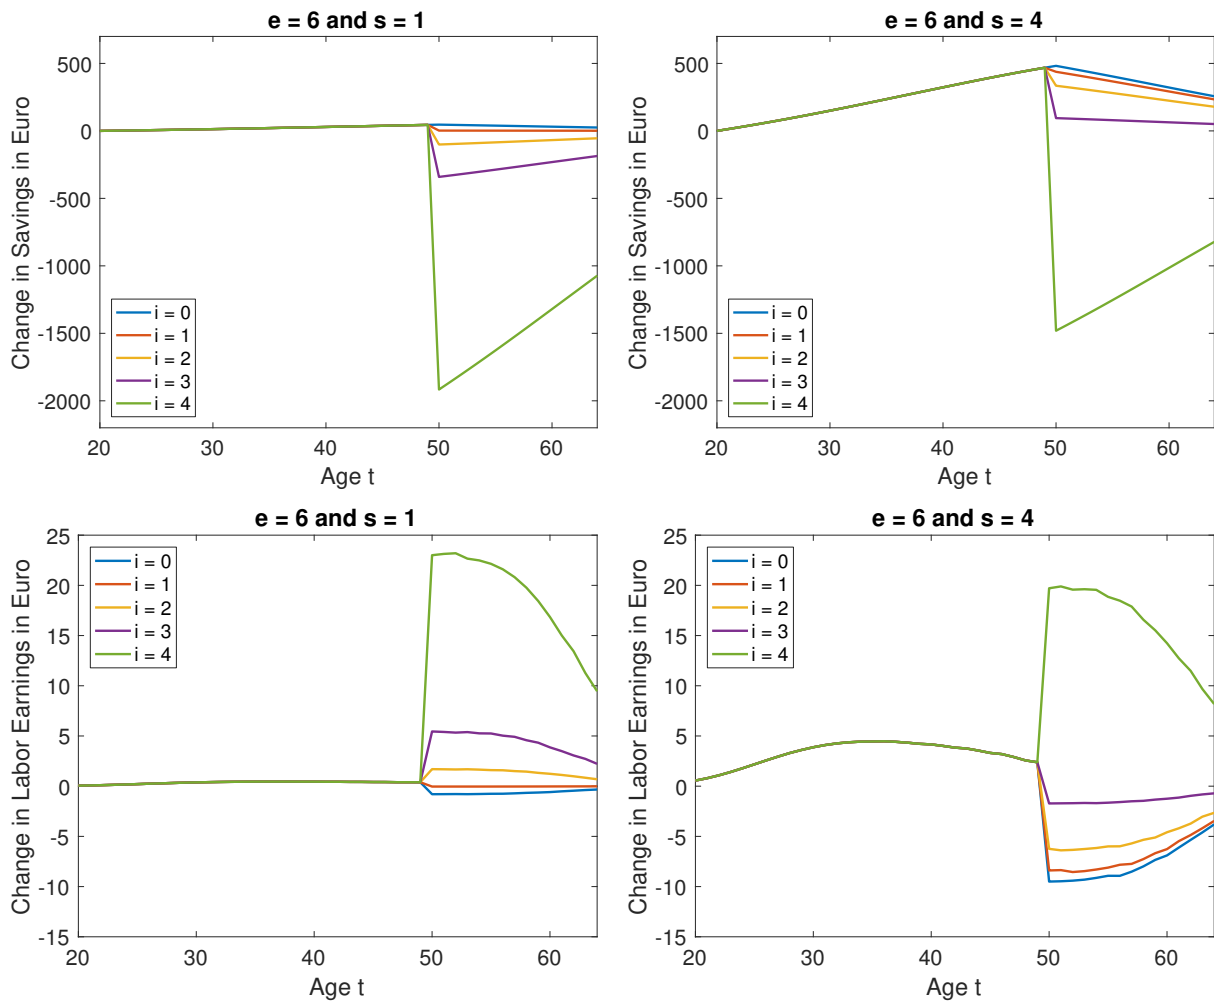 e = 6 and s = 1
500
0
-500
-1000
-1500
-2000
Change in Savings in Euro
i = 0
i = 1
i = 2
i = 3
i = 4
20 30 40 50 60
Age t
e = 6 and s = 4
500
0
-500
-1000
-1500
-2000
Change in Savings in Euro
i = 0
i = 1
i = 2
i = 3
i = 4
20 30 40 50 60
Age t
e = 6 and s = 1
25
20
15
10
5
0
-5
-10
-15
Change in Labor Earnings in Euro
i = 0
i = 1
i = 2
i = 3
i = 4
20 30 40 50 60
Age t
e = 6 and s = 4
25
20
15
10
5
0
-5
-10
-15
Change in Labor Earnings in Euro
i = 0
i = 1
i = 2
i = 3
i = 4
20 30 40 50 60
Age t